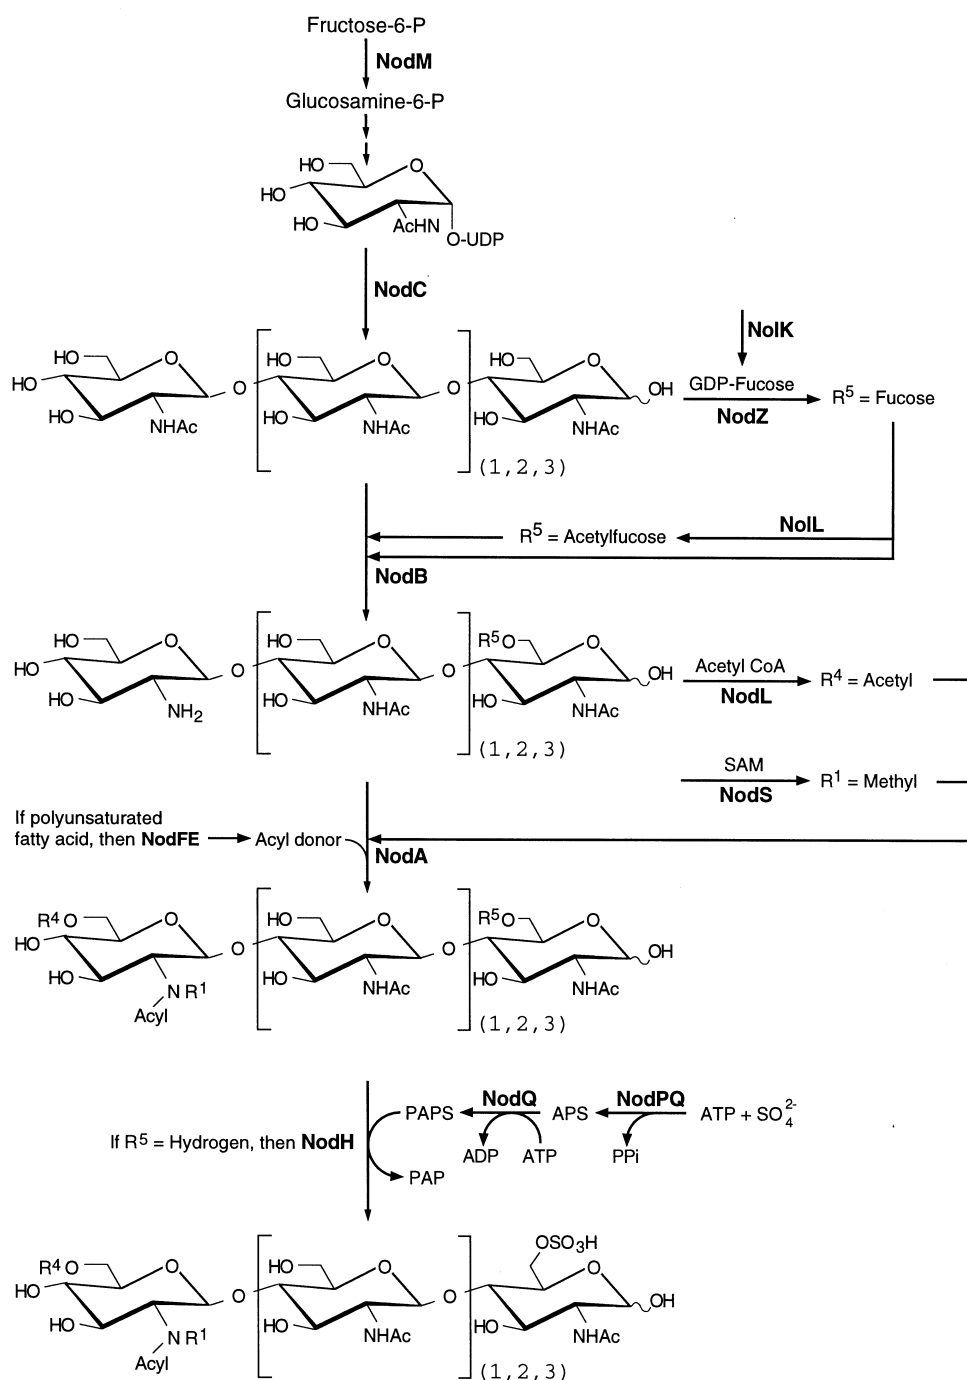 Fructose-6-P
NodM
Glucosamine-6-P
HO
O
HO
HO
AcHN
O-UDP
NodC
NolK
HO
O
HO
O
HO
O
HO
O
O
OH
GDP-Fucose
R⁵ = Fucose
HO
HO
HO
NodZ
NHAc
NHAc
NHAc
(1,2,3)
NolL
R⁵ = Acetylfucose
NodB
HO
O
HO
O
R⁵O
O
HO
O
O
OH
Acetyl CoA
R⁴ = Acetyl
HO
HO
HO
NodL
NH₂
NHAc
NHAc
(1,2,3)
SAM
R¹ = Methyl
NodS
If polyunsaturated
fatty acid, then NodFE
Acyl donor
NodA
R⁴O
O
HO
O
R⁵O
O
HO
O
O
OH
HO
HO
HO
N R¹
NHAc
NHAc
Acyl
(1,2,3)
NodQ
NodPQ
PAPS
APS
ATP + SO₄²⁻
If R⁵ = Hydrogen, then NodH
ADP
ATP
PPi
PAP
OSO₃H
R⁴O
O
HO
O
O
HO
O
O
OH
HO
HO
HO
N R¹
NHAc
NHAc
Acyl
(1,2,3)